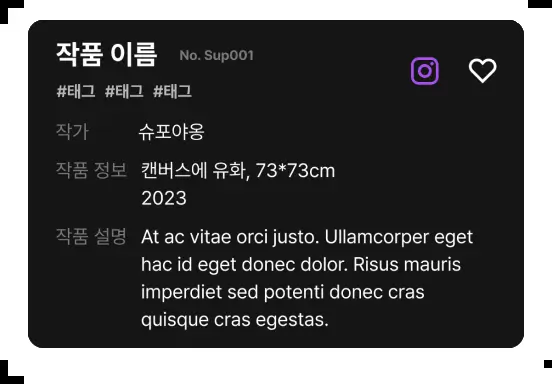 작품 이름 No. Sup001
#태그 #태그 #태그
작가 슈포야옹
작품 정보 캔버스에 유화, 73*73cm
2023
작품 설명 At ac vitae orci justo. Ullamcorper eget
hac id eget donec dolor. Risus mauris
imperdiet sed potenti donec cras
quisque cras egestas.